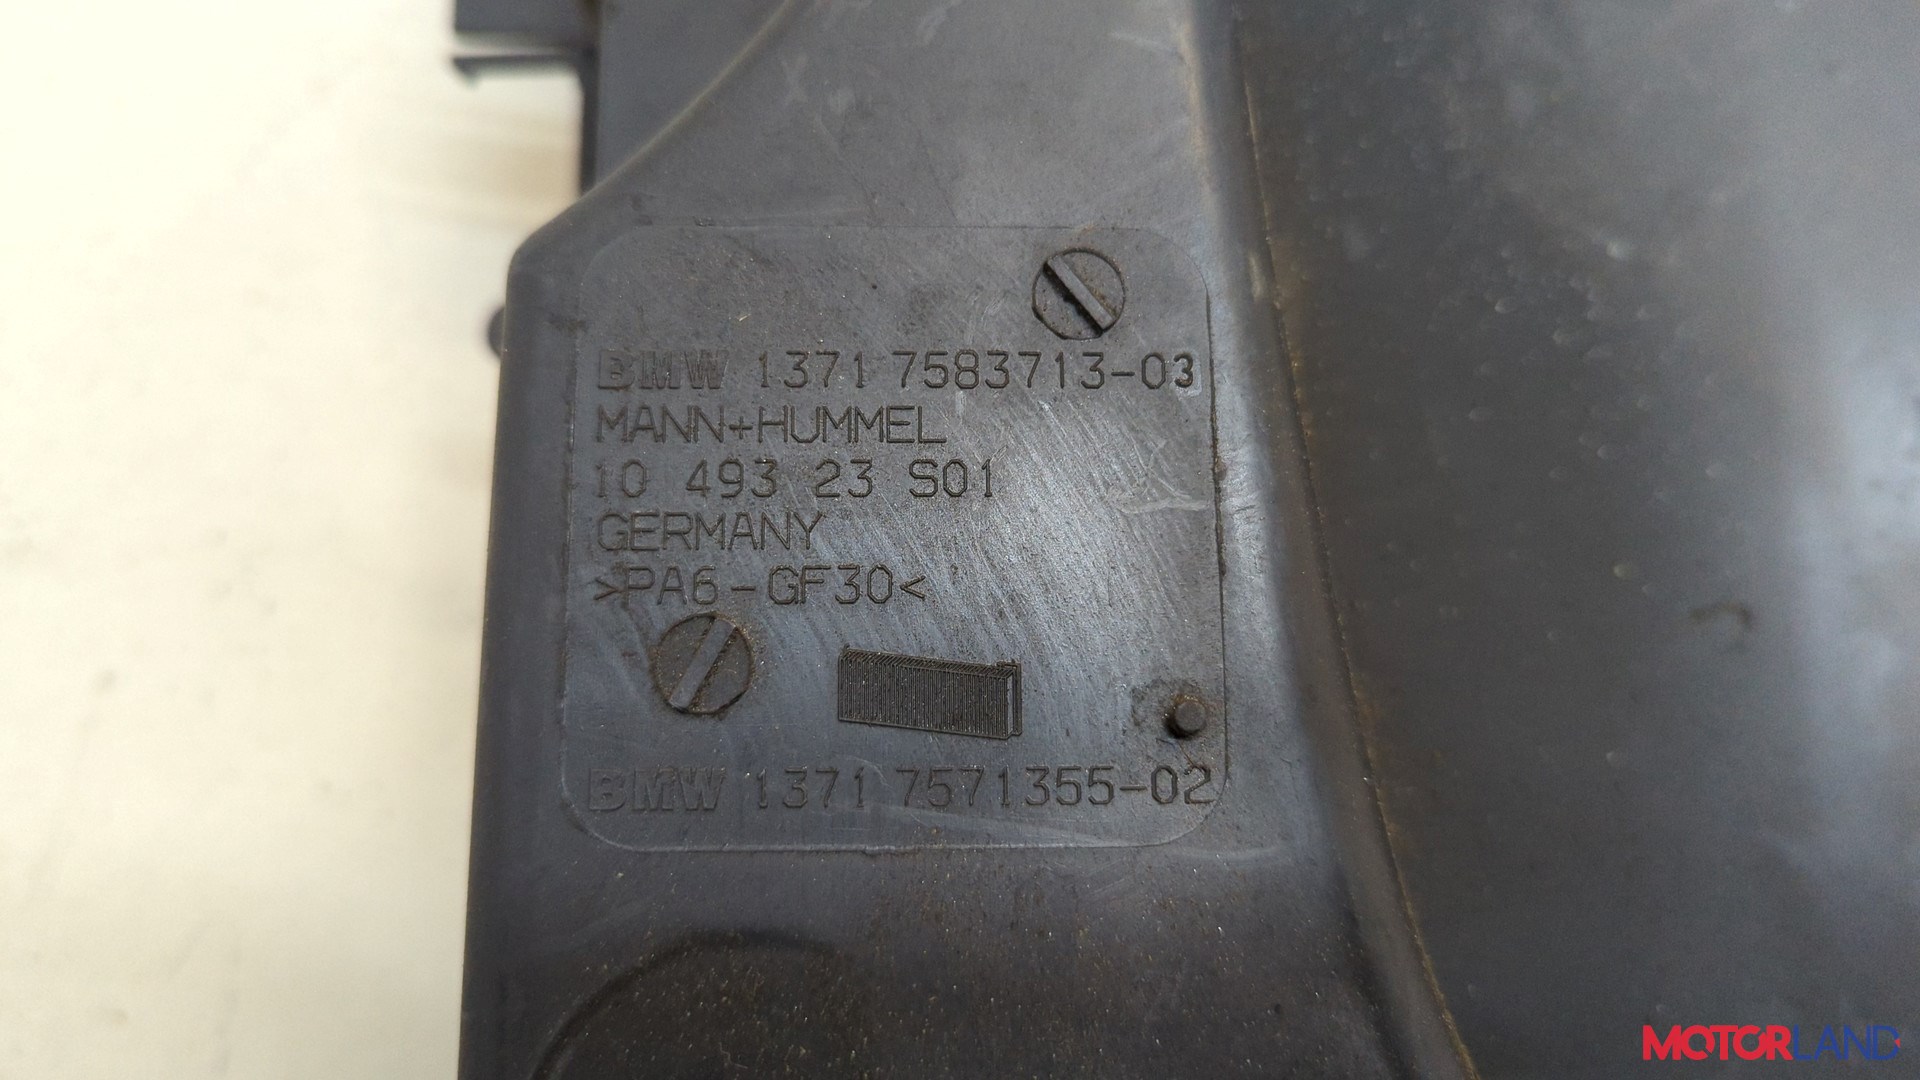 BMW 1371 7583713-03
MANN+HUMMEL
10 493 23 S01
GERMANY
>PA6-GF30<
BMW 1371 7571355-02
MOTORLAND